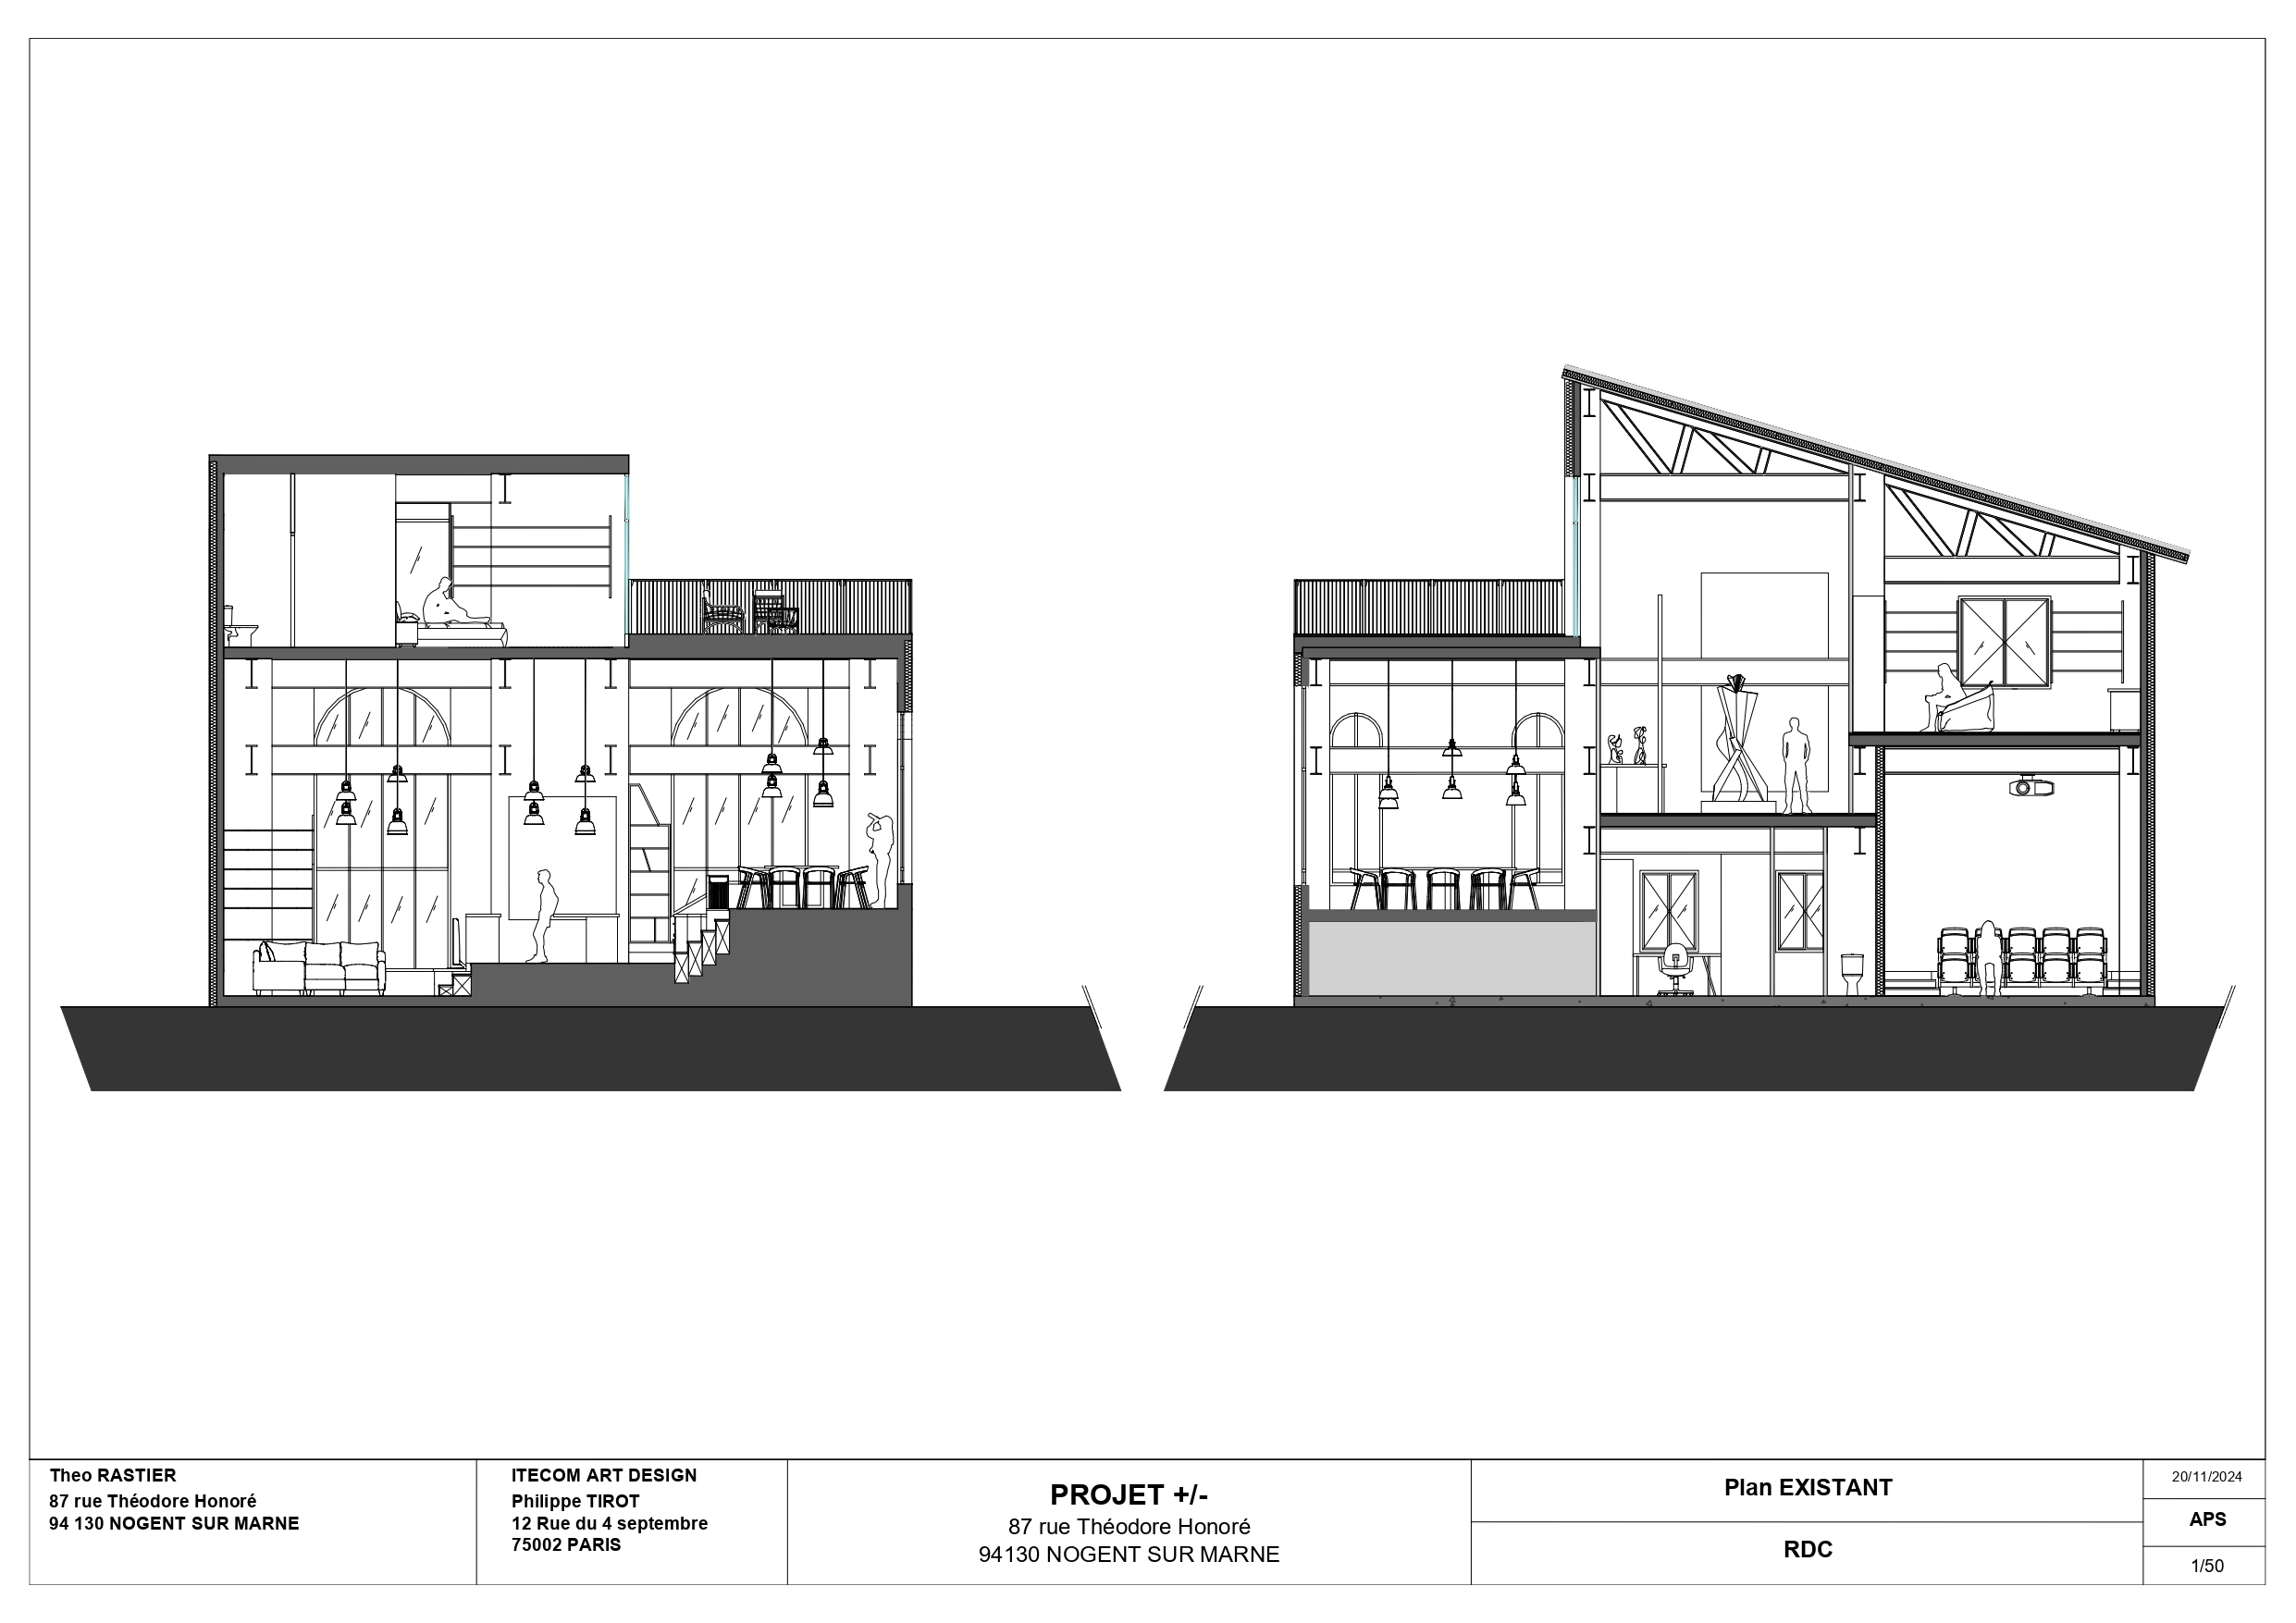 Theo RASTIER
87 rue Théodore Honoré
94 130 NOGENT SUR MARNE
ITECOM ART DESIGN
Philippe TIROT
12 Rue du 4 septembre
75002 PARIS
PROJET +/-
87 rue Théodore Honoré
94130 NOGENT SUR MARNE
Plan EXISTANT
RDC
20/11/2024
APS
1/50